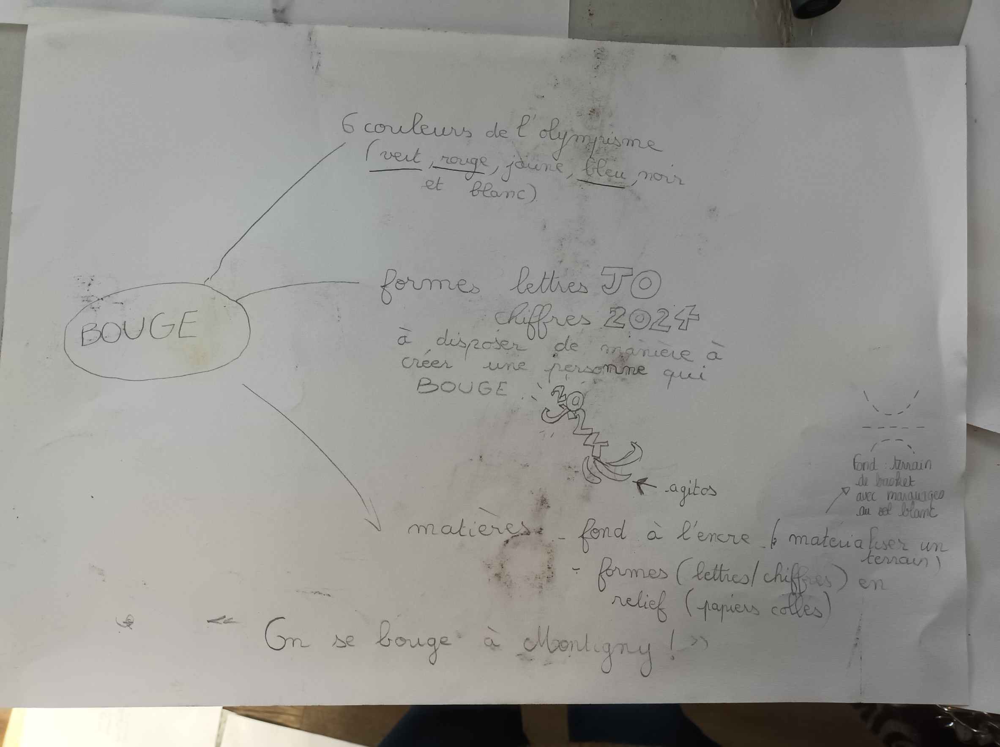 6 couleurs de l'olympisme
(vert, rouge, jaune, bleu, noir
et blanc)
BOUGE
formes lettres JO
chiffres 2024
à disposer de manière à
créer une personne qui
BOUGE
2024
J
agitos
Fond : terrain
de basket
avec marquages
au sol blanc
matières - fond à l'encre ( matérialiser un
terrain)
- formes (lettres/chiffres) en
relief (papiers collés)
« On se bouge à Montigny ! »